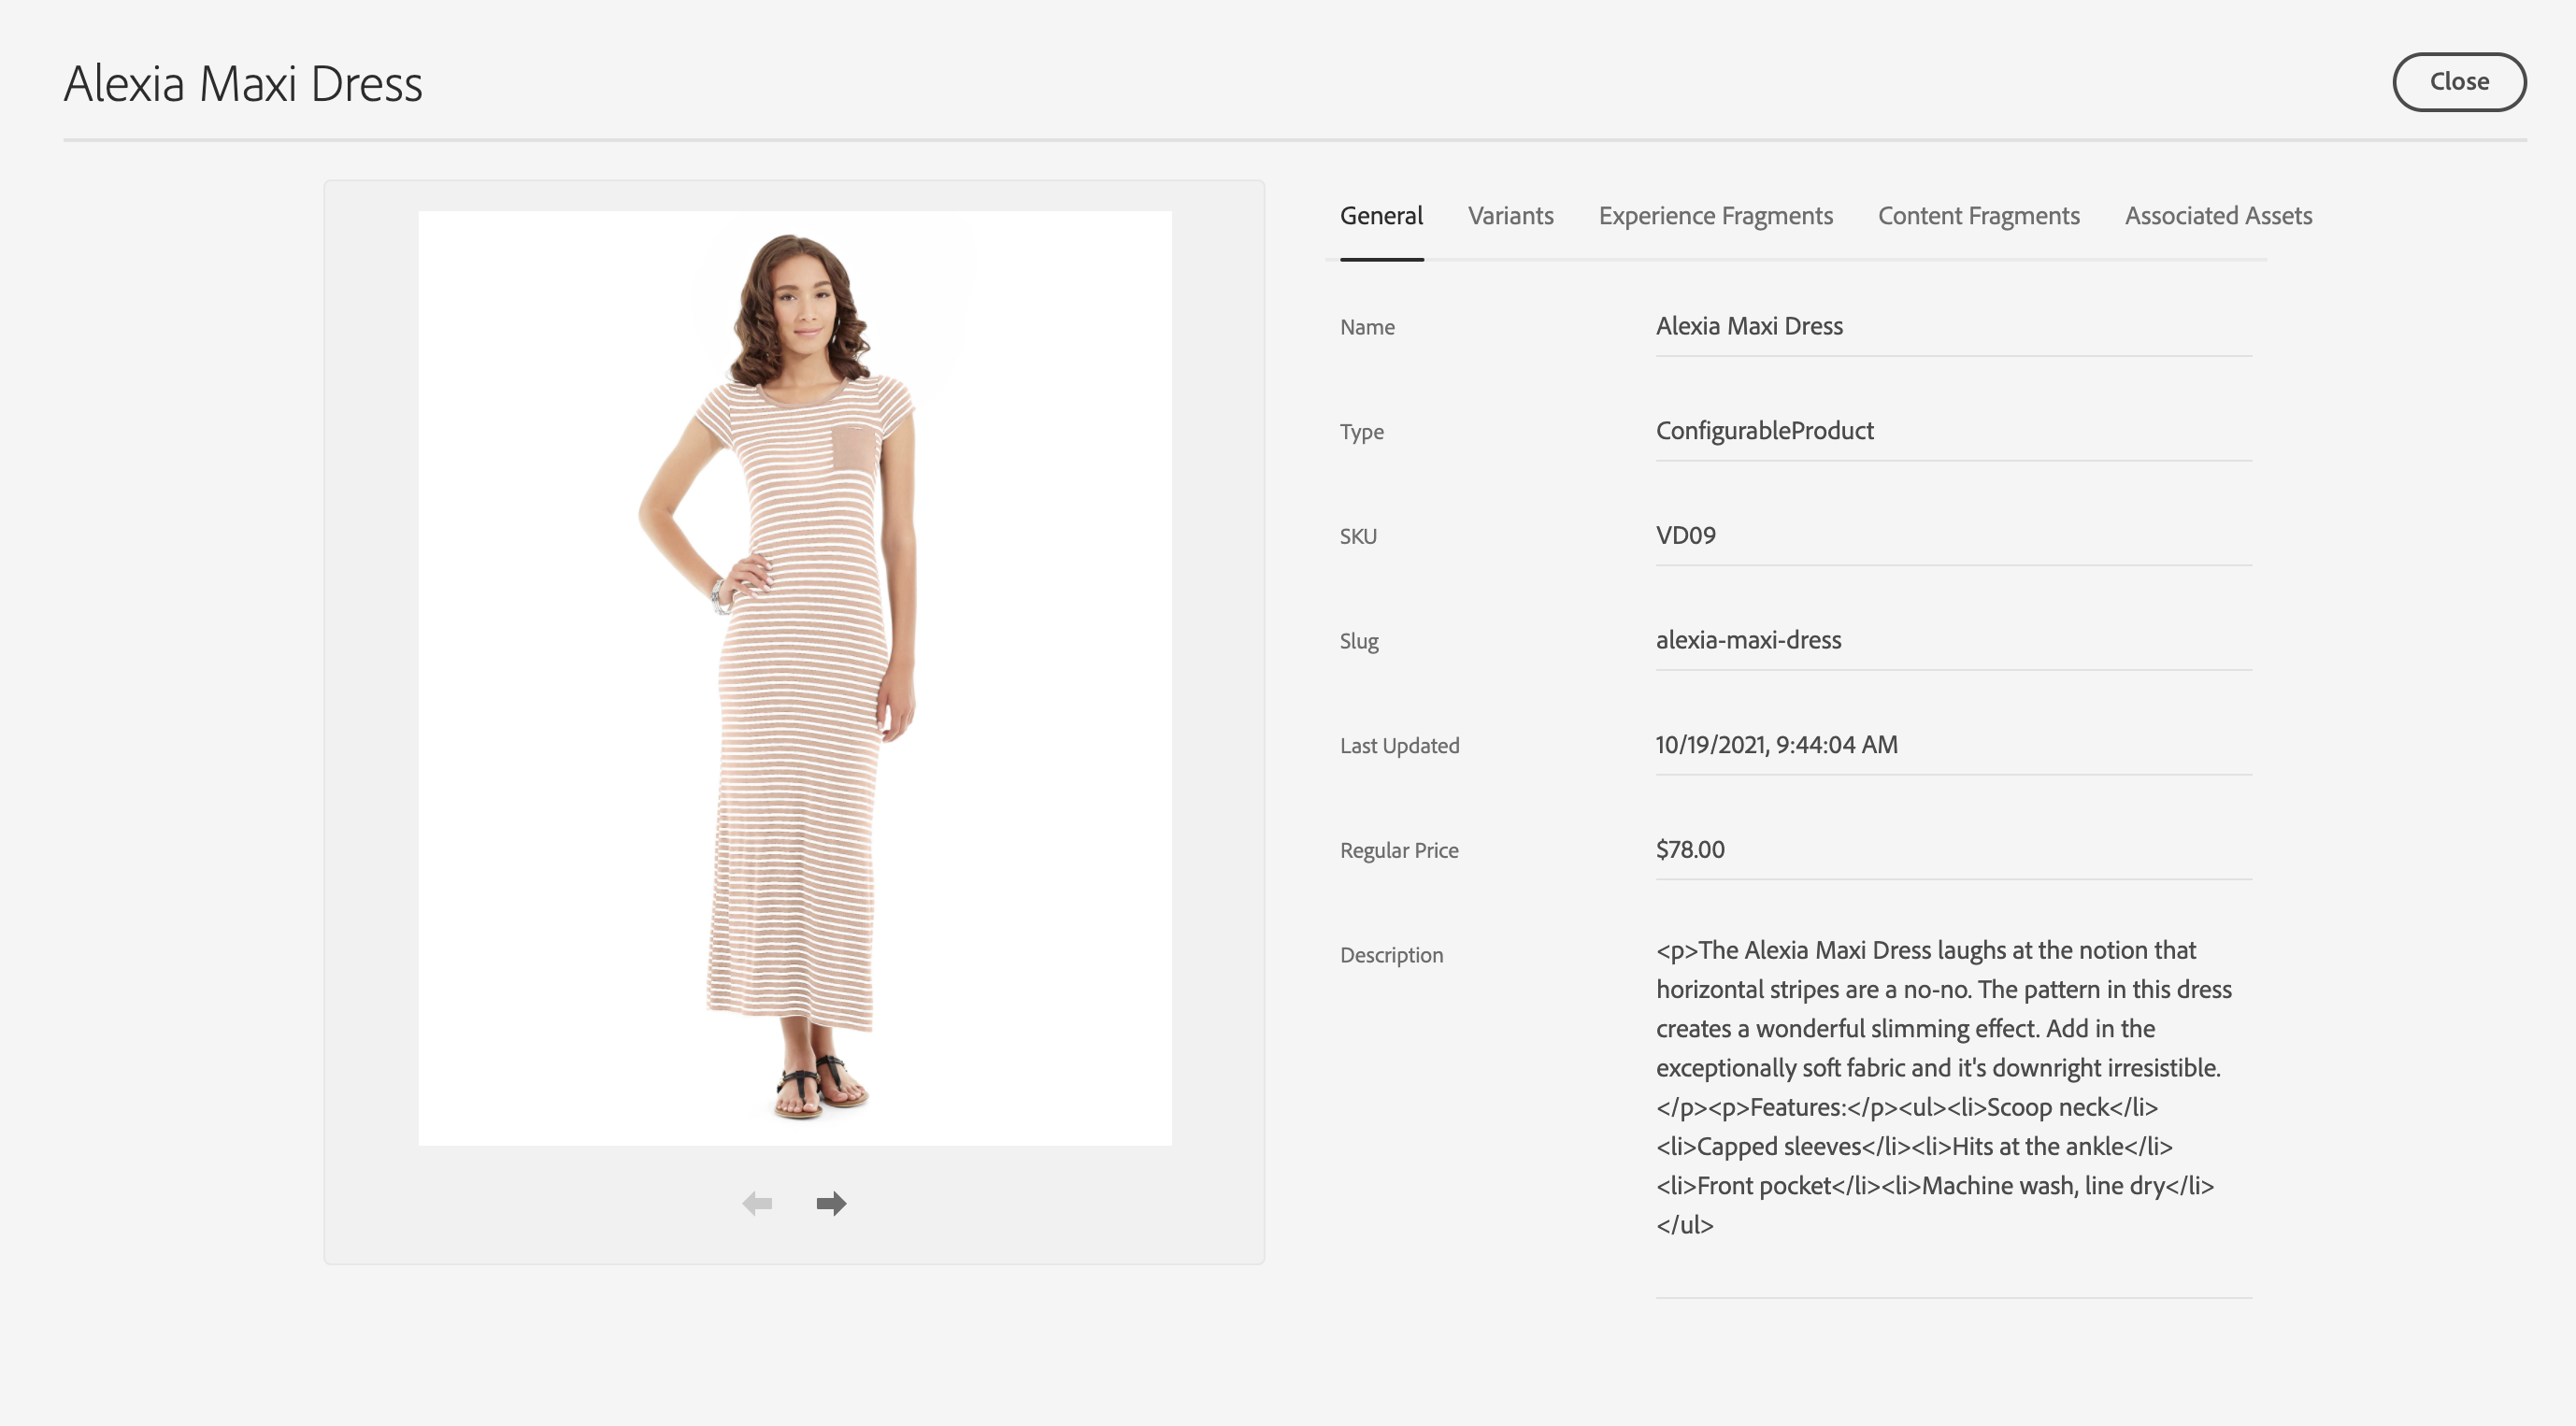 Alexia Maxi Dress
Close
General Variants Experience Fragments Content Fragments Associated Assets
Name Alexia Maxi Dress
Type ConfigurableProduct
SKU VD09
Slug alexia-maxi-dress
Last Updated 10/19/2021, 9:44:04 AM
Regular Price $78.00
Description <p>The Alexia Maxi Dress laughs at the notion that
horizontal stripes are a no-no. The pattern in this dress
creates a wonderful slimming effect. Add in the
exceptionally soft fabric and it's downright irresistible.
</p><p>Features:</p><ul><li>Scoop neck</li>
<li>Capped sleeves</li><li>Hits at the ankle</li>
<li>Front pocket</li><li>Machine wash, line dry</li>
</ul>